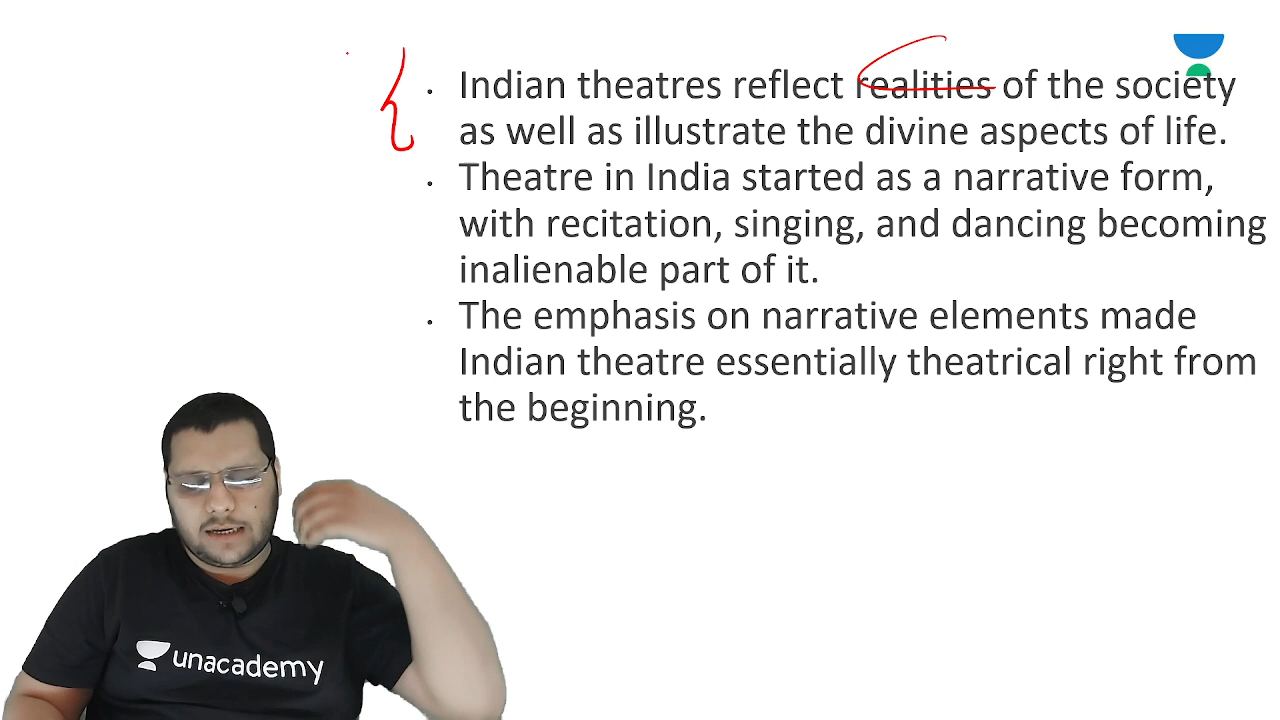 Indian theatres reflect realities of the society
as well as illustrate the divine aspects of life.
Theatre in India started as a narrative form,
with recitation, singing, and dancing becoming
inalienable part of it.
The emphasis on narrative elements made
Indian theatre essentially theatrical right from
the beginning.
unacademy